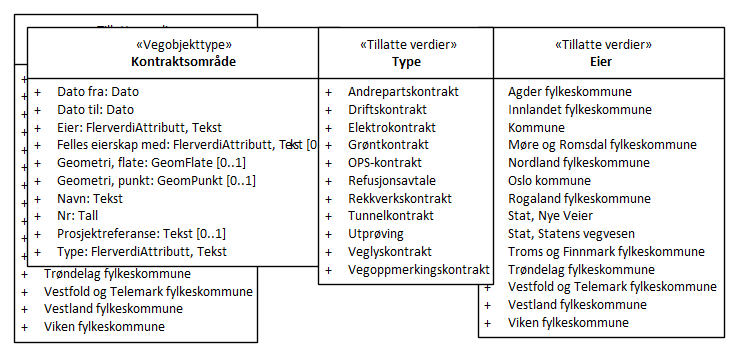 «Vegobjekttype»
Kontraktsområde
+ Dato fra: Dato
+ Dato til: Dato
+ Eier: FlerverdiAttributt, Tekst
+ Felles eierskap med: FlerverdiAttributt, Tekst [0
+ Geometri, flate: GeomFlate [0..1]
+ Geometri, punkt: GeomPunkt [0..1]
+ Navn: Tekst
+ Nr: Tall
+ Prosjektreferanse: Tekst [0..1]
+ Type: FlerverdiAttributt, Tekst
+ Trøndelag fylkeskommune
+ Vestfold og Telemark fylkeskommune
+ Vestland fylkeskommune
+ Viken fylkeskommune
«Tillatte verdier»
Type
+ Andrepartskontrakt
+ Driftskontrakt
+ Elektrokontrakt
+ Grøntkontrakt
+ OPS-kontrakt
+ Refusjonsavtale
+ Rekkverkskontrakt
+ Tunnelkontrakt
+ Utprøving
+ Veglyskontrakt
+ Vegoppmerkingskontrakt
«Tillatte verdier»
Eier
Agder fylkeskommune
Innlandet fylkeskommune
Kommune
Møre og Romsdal fylkeskommune
Nordland fylkeskommune
Oslo kommune
Rogaland fylkeskommune
Stat, Nye Veier
Stat, Statens vegvesen
Troms og Finnmark fylkeskommune
Trøndelag fylkeskommune
+ Vestfold og Telemark fylkeskommune
+ Vestland fylkeskommune
+ Viken fylkeskommune